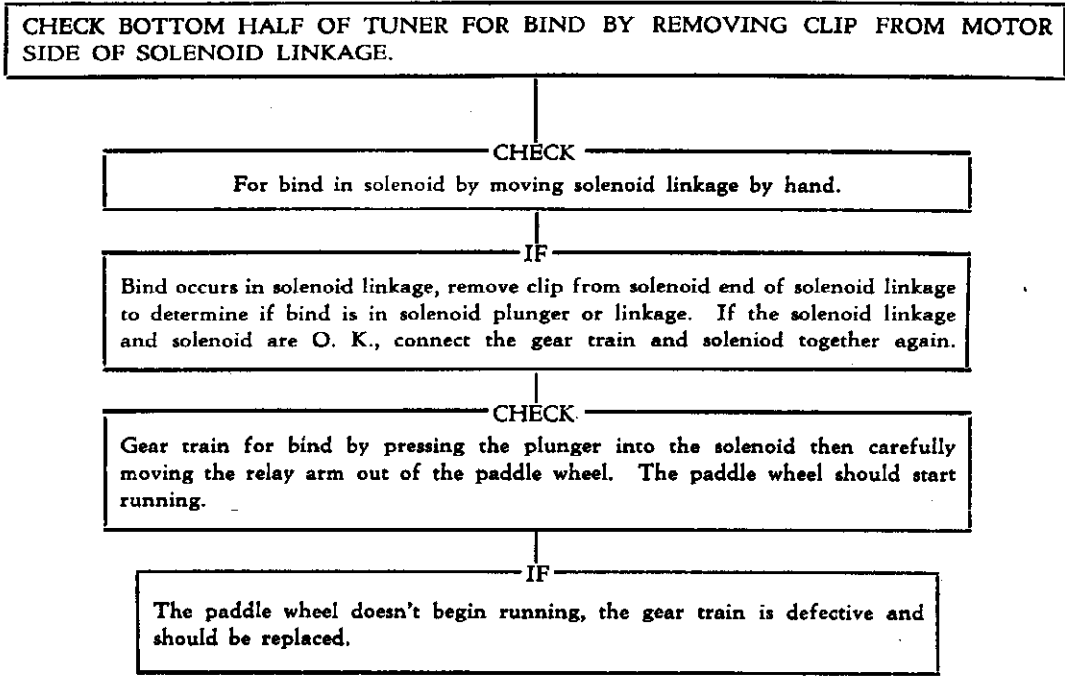 CHECK BOTTOM HALF OF TUNER FOR BIND BY REMOVING CLIP FROM MOTOR
SIDE OF SOLENOID LINKAGE.
CHECK
For bind in solenoid by moving solenoid linkage by hand.
IF
Bind occurs in solenoid linkage, remove clip from solenoid end of solenoid linkage
to determine if bind is in solenoid plunger or linkage. If the solenoid linkage
and solenoid are O. K., connect the gear train and soleniod together again.
CHECK
Gear train for bind by pressing the plunger into the solenoid then carefully
moving the relay arm out of the paddle wheel. The paddle wheel should start
running.
IF
The paddle wheel doesn't begin running, the gear train is defective and
should be replaced.